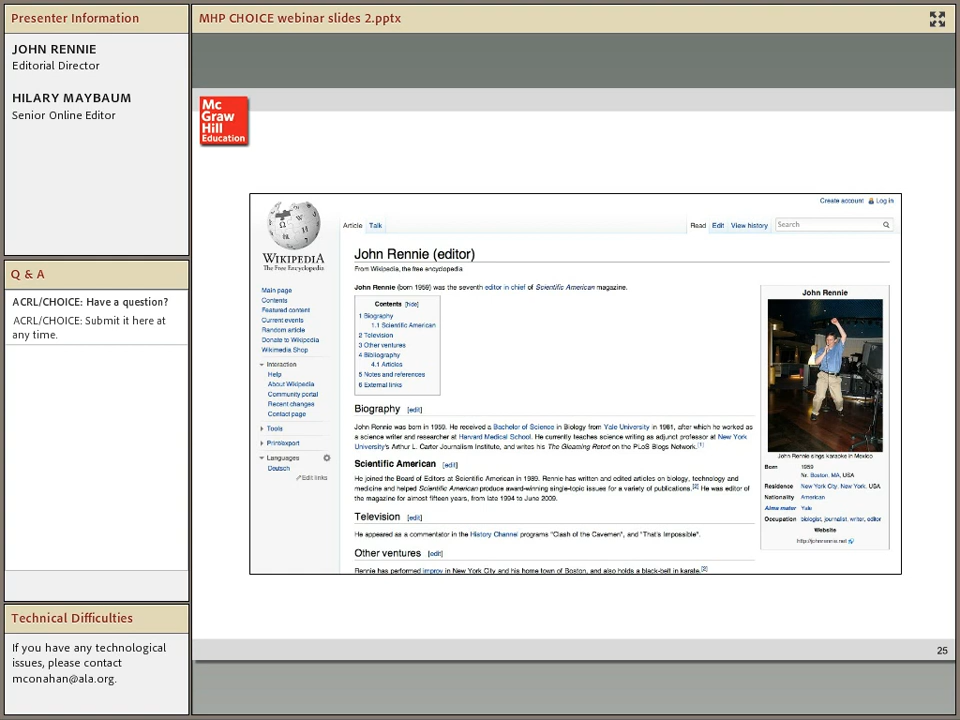 Presenter Information
JOHN RENNIE
Editorial Director
HILARY MAYBAUM
Senior Online Editor
Q & A
ACRL/CHOICE: Have a question?
ACRL/CHOICE: Submit it here at
any time.
Technical Difficulties
If you have any technological
issues, please contact
mconahan@ala.org.
MHP CHOICE webinar slides 2.pptx
Mc
Graw
Hill
Education
WIKIPEDIA
The Free Encyclopedia
Main page
Contents
Featured content
Current events
Random article
Donate to Wikipedia
Wikimedia Shop
Interaction
Help
About Wikipedia
Community portal
Recent changes
Contact page
Tools
Print/export
Languages
Deutsch
Edit links
Create account Log in
Article Talk Read Edit View history Search
John Rennie (editor)
From Wikipedia, the free encyclopedia
John Rennie (born 1959) was the seventh editor in chief of Scientific American magazine.
Contents [hide]
1 Biography
1.1 Scientific American
2 Television
3 Other ventures
4 Bibliography
4.1 Articles
5 Notes and references
6 External links
Biography [edit]
John Rennie was born in 1959. He received a Bachelor of Science in Biology from Yale University in 1981, after which he worked as
a science writer and researcher at Harvard Medical School. He currently teaches science writing as adjunct professor at New York
University's Arthur L. Carter Journalism Institute, and writes his The Gleaming Retort on the PLoS Blogs Network.[1]
Scientific American [edit]
He joined the Board of Editors at Scientific American in 1989. Rennie has written and edited articles on biology, technology and
medicine and helped Scientific American produce award-winning single-topic issues for a variety of publications.[2] He was editor of
the magazine for almost fifteen years, from late 1994 to June 2009.
Television [edit]
He appeared as a commentator in the History Channel programs "Clash of the Cavemen", and "That's Impossible".
Other ventures [edit]
Rennie has performed improv in New York City and his home town of Boston, and also holds a black-belt in karate.[2]
John Rennie
John Rennie sings karaoke in Mexico
Born 1959
Nr. Boston, MA, USA
Residence New York City, New York, USA
Nationality American
Alma mater Yale
Occupation biologist, journalist, writer, editor
Website
http://johnrennie.net
25